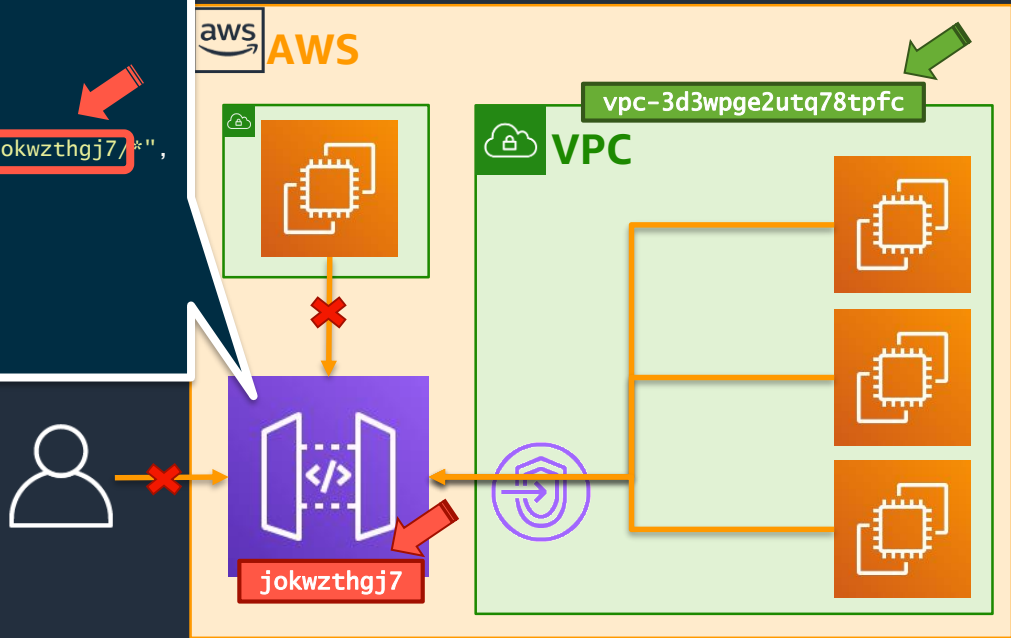 aws
AWS
vpc-3d3wpge2utq78tpfc
okwzthgj7/*",
VPC
</>
jokwzthgj7